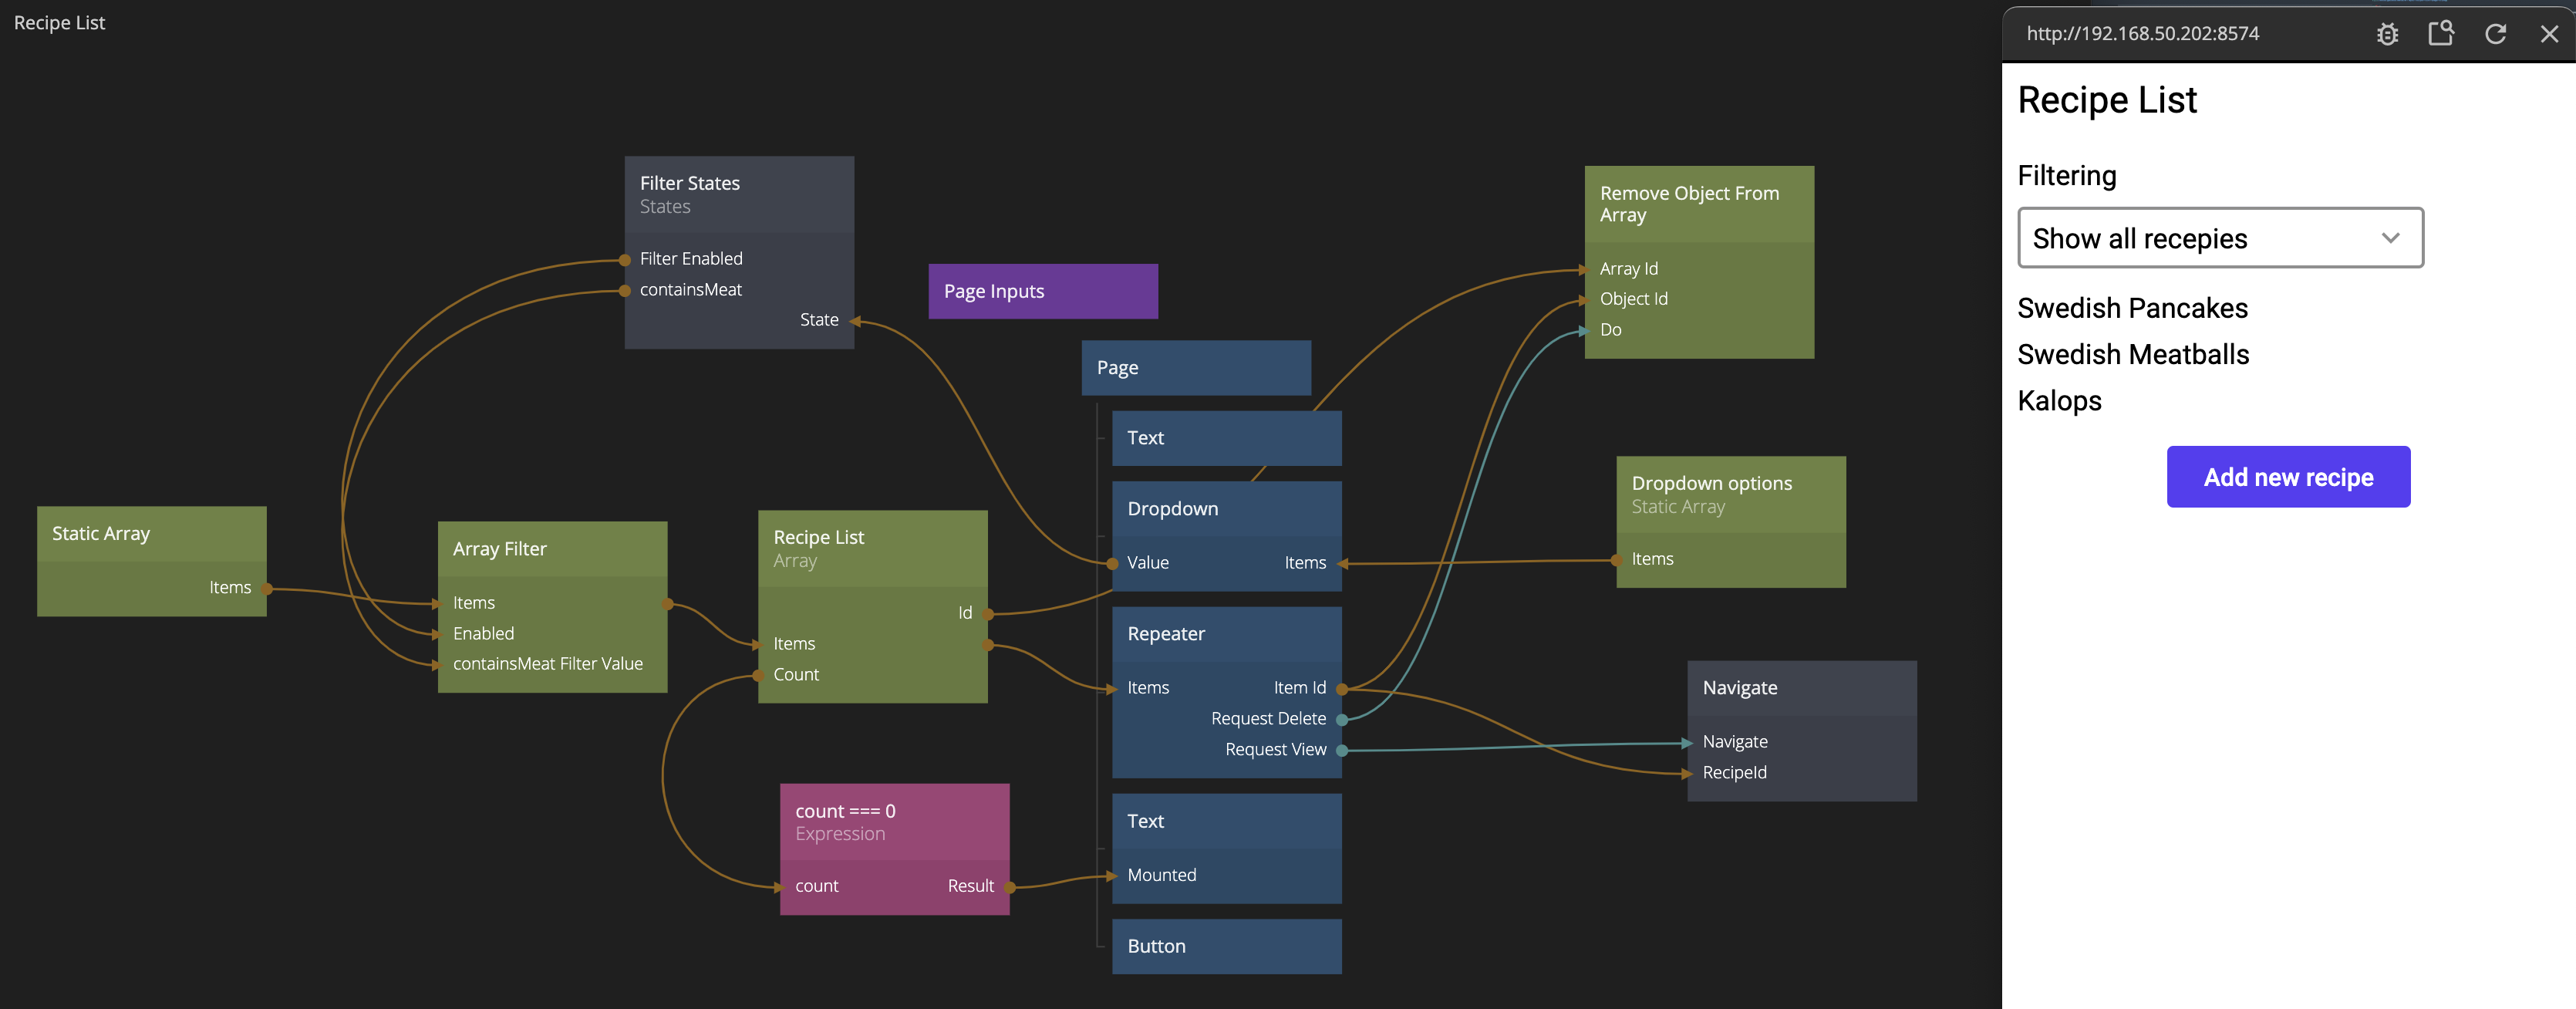 Recipe List
Filter States
States
Filter Enabled
containsMeat
State
Page Inputs
Remove Object From
Array
Array Id
Object Id
Do
Page
Text
Dropdown
Value
Items
Dropdown options
Static Array
Items
Static Array
Items
Array Filter
Items
Enabled
containsMeat Filter Value
Recipe List
Array
Id
Items
Count
Repeater
Items
Item Id
Request Delete
Request View
Navigate
Navigate
RecipeId
count === 0
Expression
count
Result
Text
Mounted
Button
http://192.168.50.202:8574
Recipe List
Filtering
Show all recepies
Swedish Pancakes
Swedish Meatballs
Kalops
Add new recipe